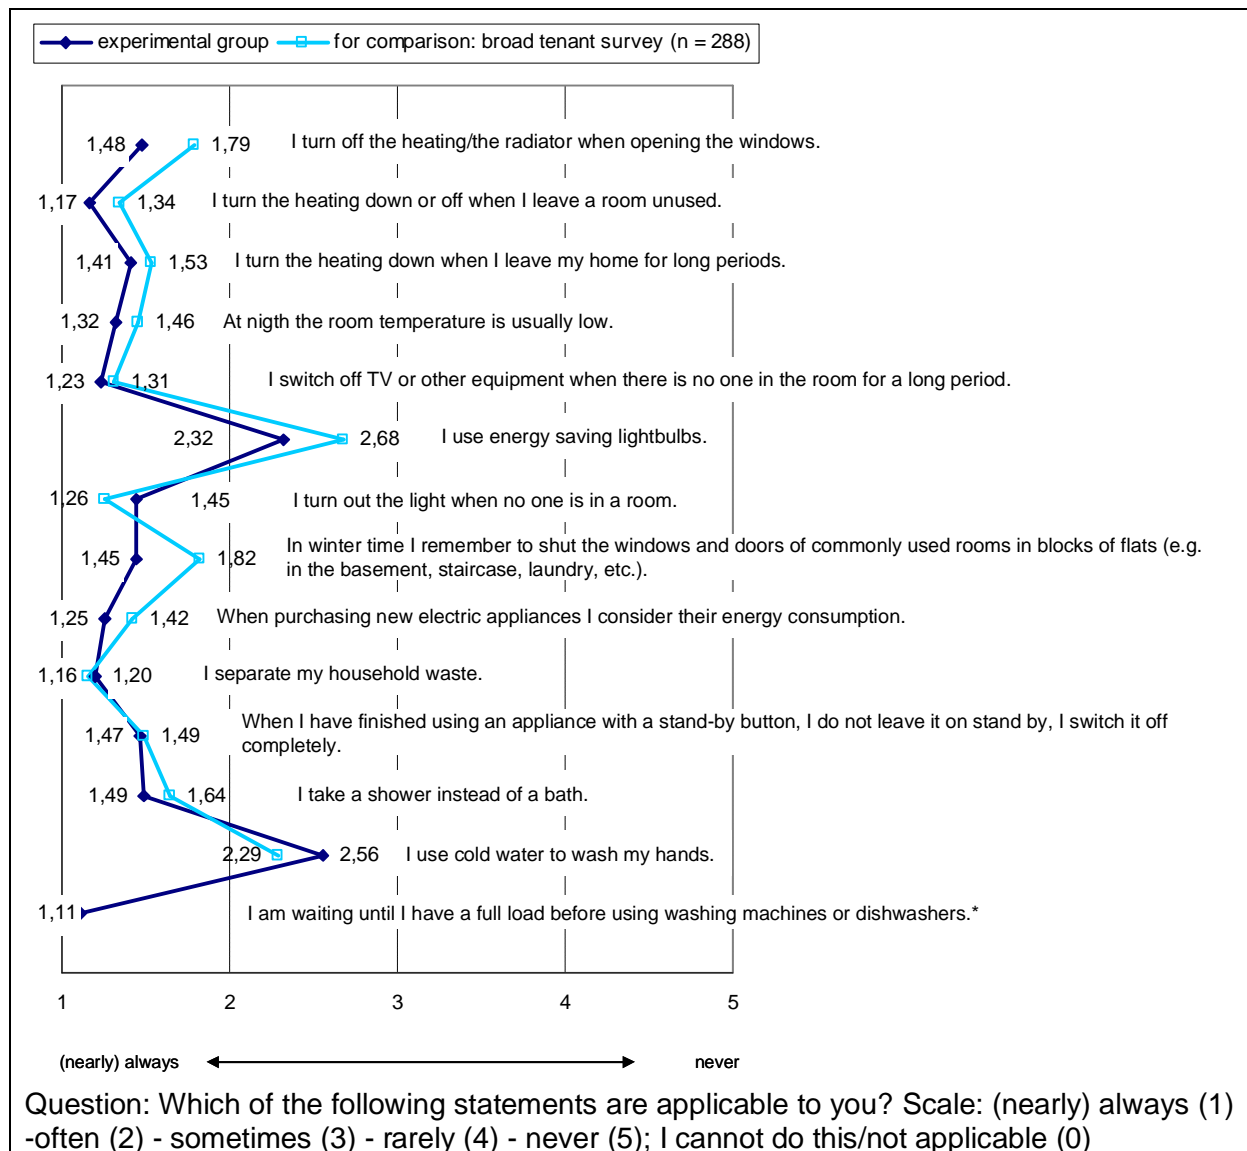 experimental group for comparison: broad tenant survey (n = 288)
1,48 1,79 I turn off the heating/the radiator when opening the windows.
1,17 1,34 I turn the heating down or off when I leave a room unused.
1,41 1,53 I turn the heating down when I leave my home for long periods.
1,32 1,46 At nigth the room temperature is usually low.
1,23 1,31 I switch off TV or other equipment when there is no one in the room for a long period.
2,32 2,68 I use energy saving lightbulbs.
1,26 1,45 I turn out the light when no one is in a room.
1,45 1,82 In winter time I remember to shut the windows and doors of commonly used rooms in blocks of flats (e.g.
in the basement, staircase, laundry, etc.).
1,25 1,42 When purchasing new electric appliances I consider their energy consumption.
1,16 1,20 I separate my household waste.
1,47 1,49 When I have finished using an appliance with a stand-by button, I do not leave it on stand by, I switch it off
completely.
1,49 1,64 I take a shower instead of a bath.
2,29 2,56 I use cold water to wash my hands.
1,11 I am waiting until I have a full load before using washing machines or dishwashers.*
1 2 3 4 5
(nearly) always never
Question: Which of the following statements are applicable to you? Scale: (nearly) always (1)
-often (2) - sometimes (3) - rarely (4) - never (5); I cannot do this/not applicable (0)